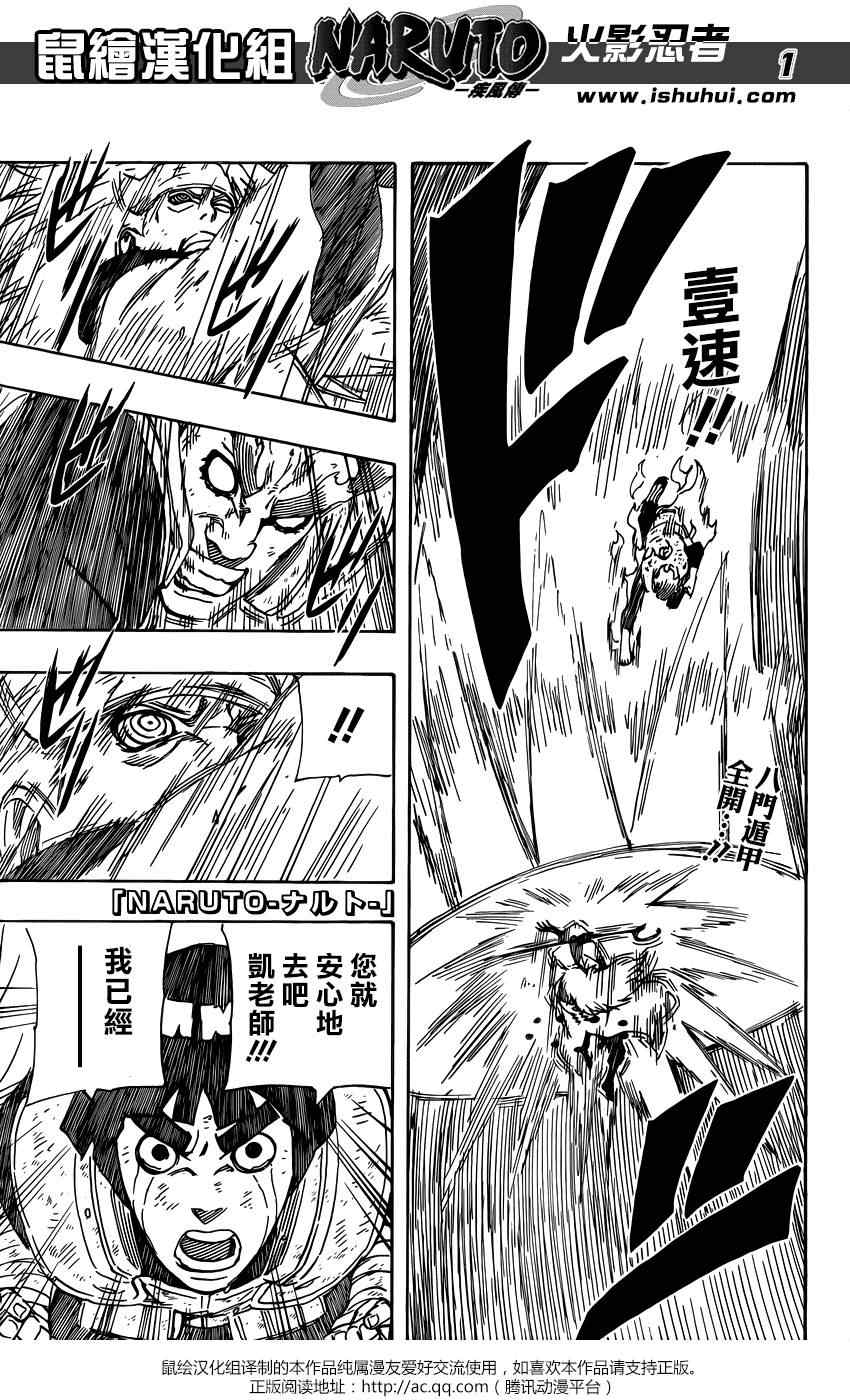 鼠繪漢化組
NARUTO
-疾風傳-
火影忍者
1
www.ishuhui.com
壹速!!
八門遁甲
全開…!!
!!
『NARUTO-ナルト-』
您就
安心地
去吧
凱老師!!!
我已經——
鼠绘汉化组译制的本作品纯属漫友爱好交流使用，如喜欢本作品请支持正版。
正版阅读地址：http://ac.qq.com（腾讯动漫平台）